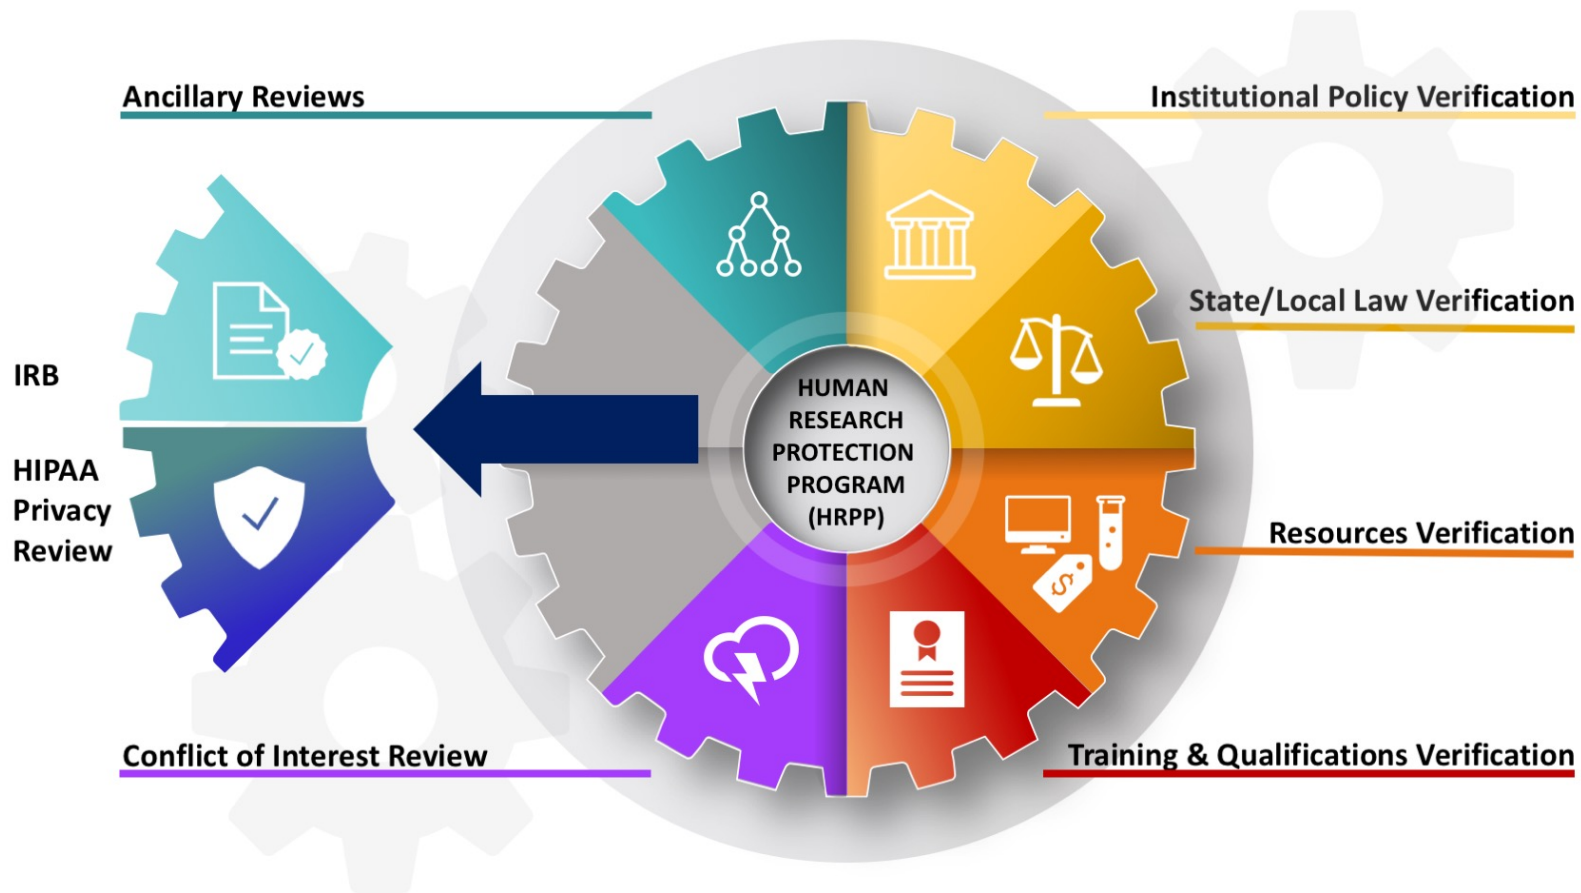 Ancillary Reviews
Institutional Policy Verification
State/Local Law Verification
IRB
HIPAA
Privacy
Review
HUMAN
RESEARCH
PROTECTION
PROGRAM
(HRPP)
$
Resources Verification
Conflict of Interest Review
Training & Qualifications Verification